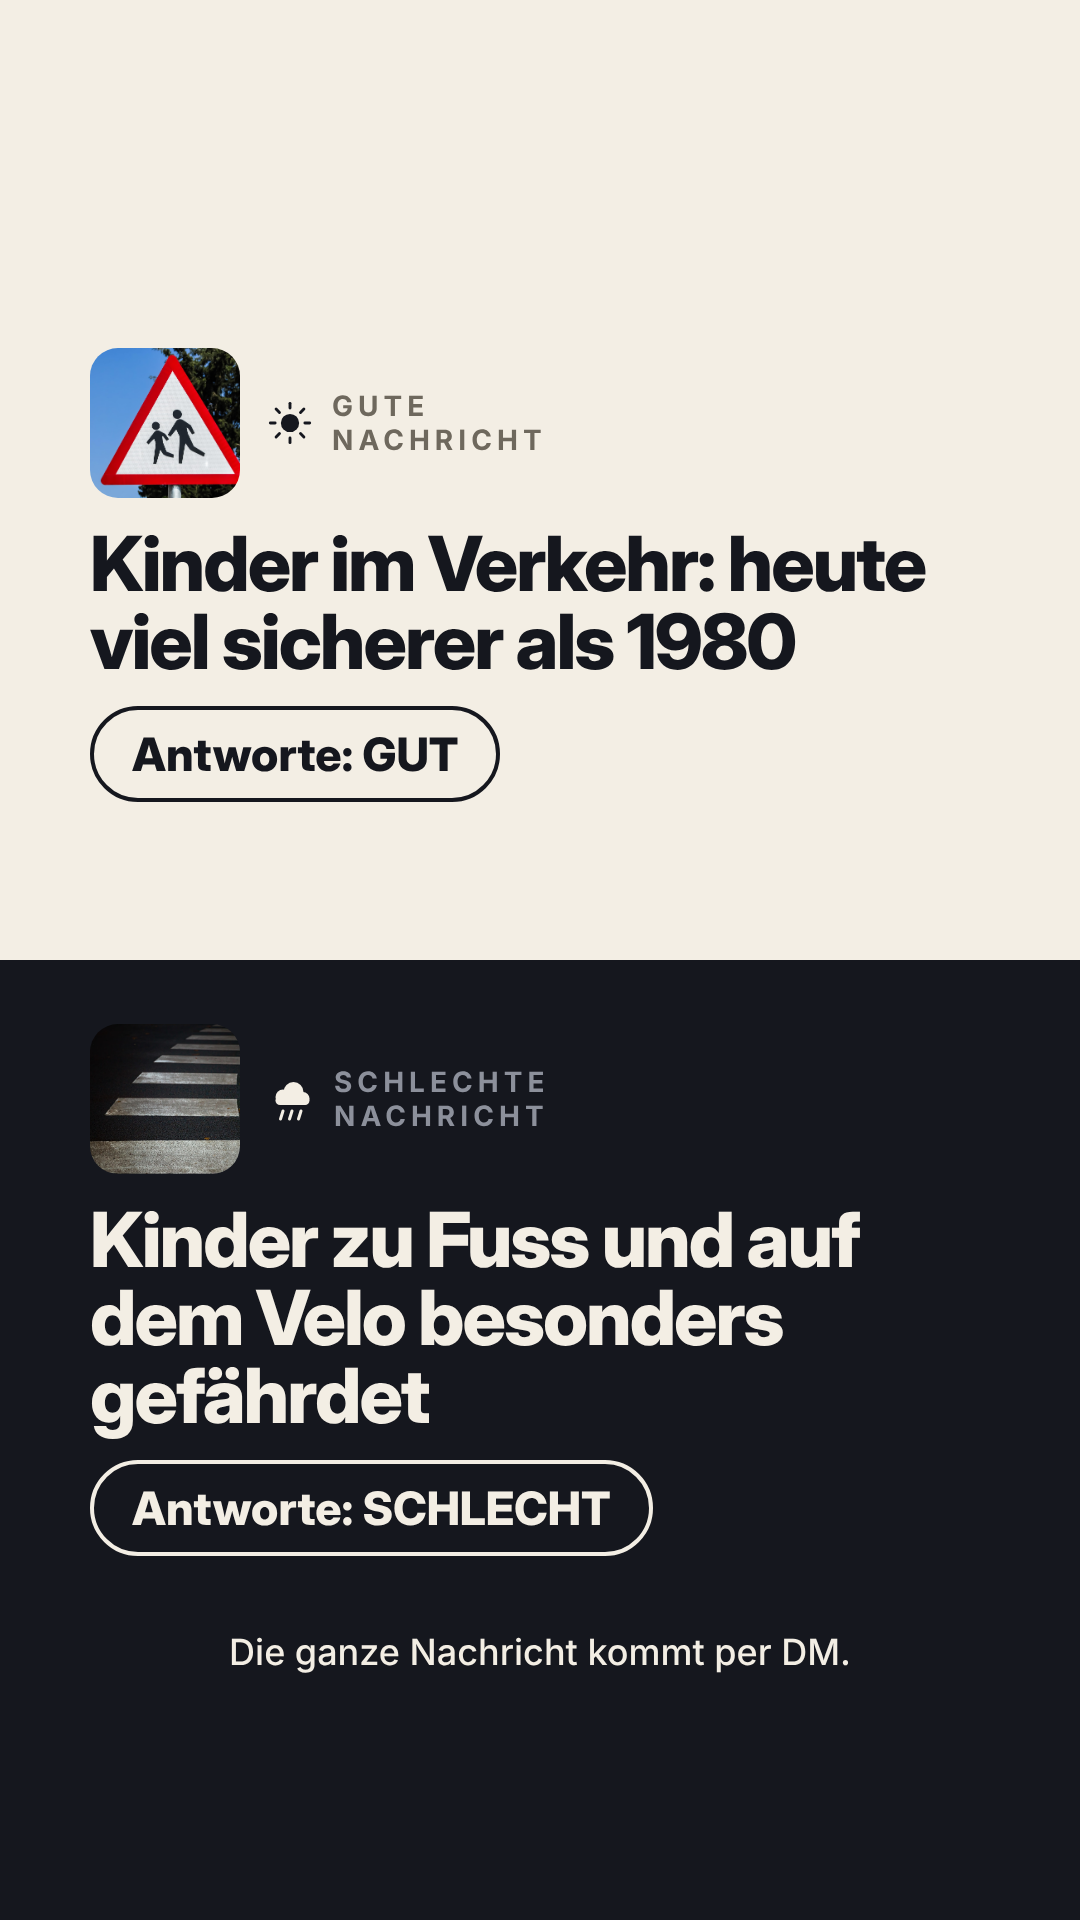 GUTE
NACHRICHT
Kinder im Verkehr: heute
viel sicherer als 1980
Antworte: GUT
SCHLECHTE
NACHRICHT
Kinder zu Fuss und auf
dem Velo besonders
gefährdet
Antworte: SCHLECHT
Die ganze Nachricht kommt per DM.